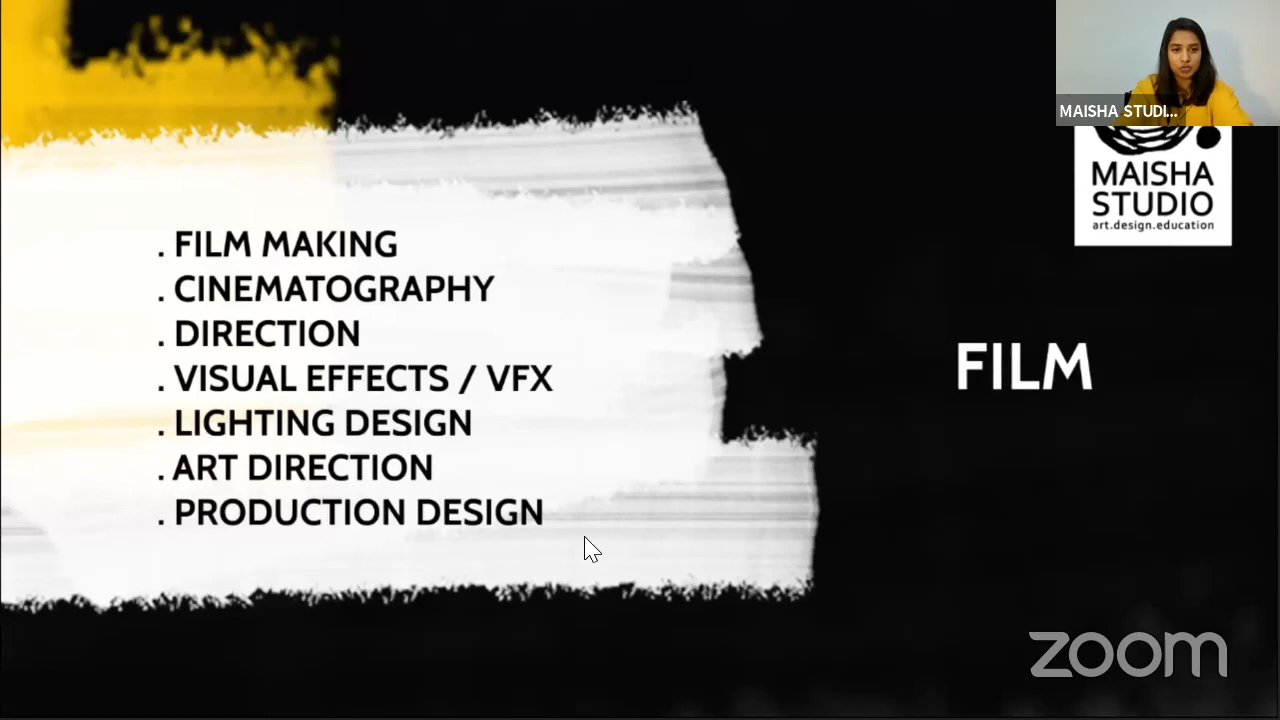 MAISHA STUDI...
MAISHA
STUDIO
art.design.education
. FILM MAKING
. CINEMATOGRAPHY
. DIRECTION
. VISUAL EFFECTS / VFX
. LIGHTING DESIGN
. ART DIRECTION
. PRODUCTION DESIGN
FILM
zoom